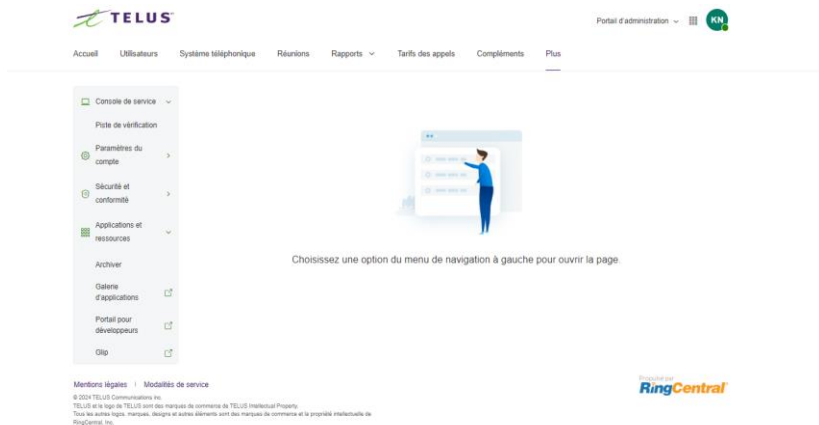 TELUS
Portail d'administration
KN
Accueil Utilisateurs Système téléphonique Réunions Rapports Tarifs des appels Compléments Plus
Console de service
Piste de vérification
Paramètres du
compte
Sécurité et
conformité
Applications et
ressources
Archiver
Galerie
d'applications
Portail pour
développeurs
Glip
Choisissez une option du menu de navigation à gauche pour ouvrir la page.
Mentions légales | Modalités de service
© 2024 TELUS Communications Inc.
TELUS et le logo de TELUS sont des marques de commerce de TELUS Intellectual Property.
Tous les autres logos, marques, designs et autres éléments sont des marques de commerce et la propriété intellectuelle de
RingCentral, Inc.
Propulsé par
RingCentral